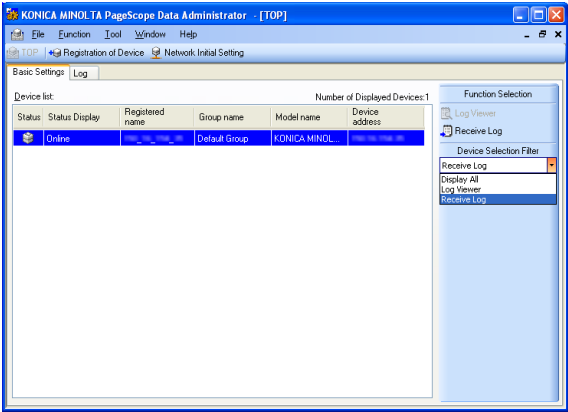 KONICA MINOLTA PageScope Data Administrator - [TOP]
File Function Tool Window Help
TOP Registration of Device Network Initial Setting
Basic Settings Log
Device list: Number of Displayed Devices:1
Status Status Display Registered name Group name Model name Device address
Online Default Group KONICA MINOL...
Function Selection
Log Viewer
Receive Log
Device Selection Filter
Receive Log
Display All
Log Viewer
Receive Log